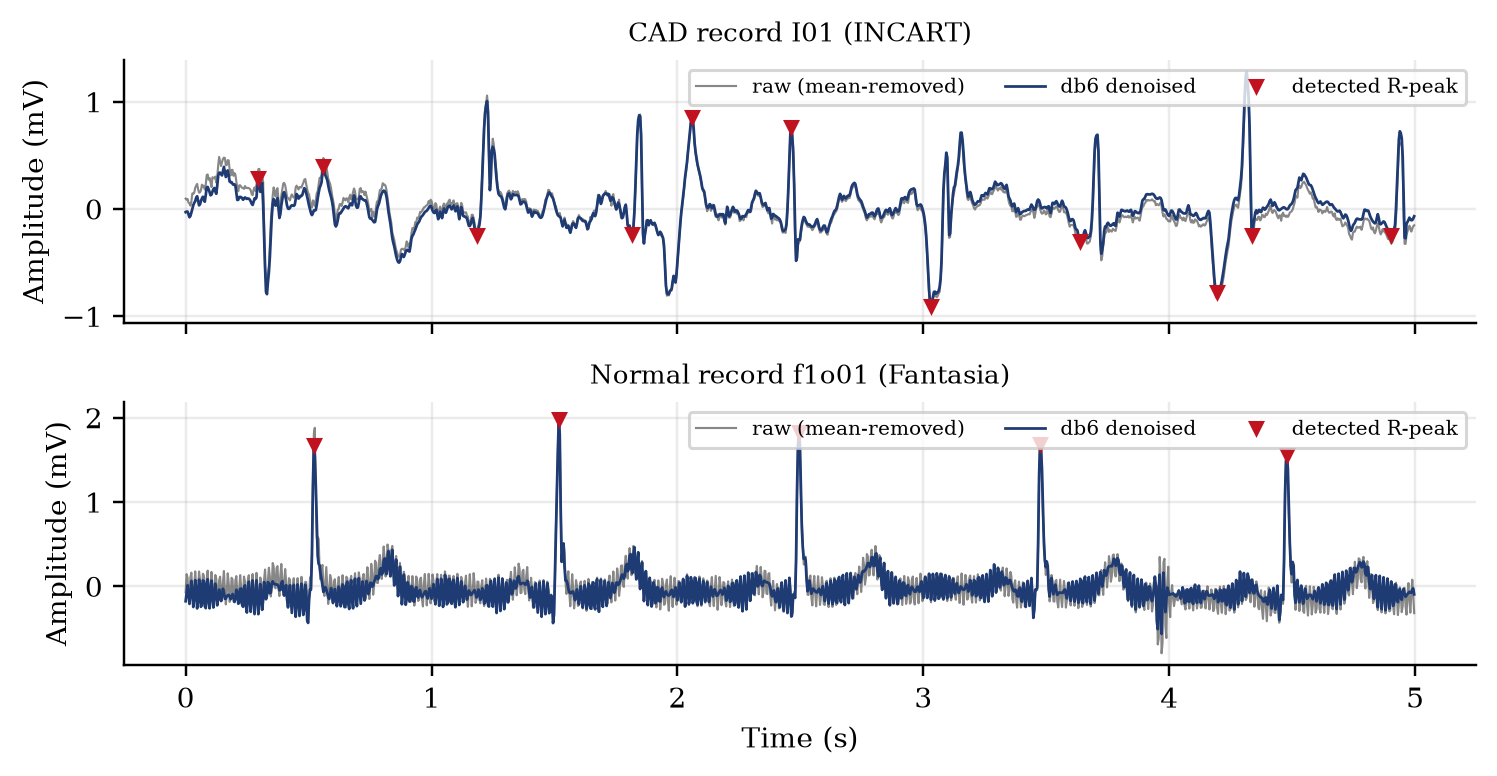 CAD record I01 (INCART)
raw (mean-removed) db6 denoised detected R-peak
Amplitude (mV)
1
0
−1
Normal record f1o01 (Fantasia)
raw (mean-removed) db6 denoised detected R-peak
Amplitude (mV)
2
1
0
0 1 2 3 4 5
Time (s)